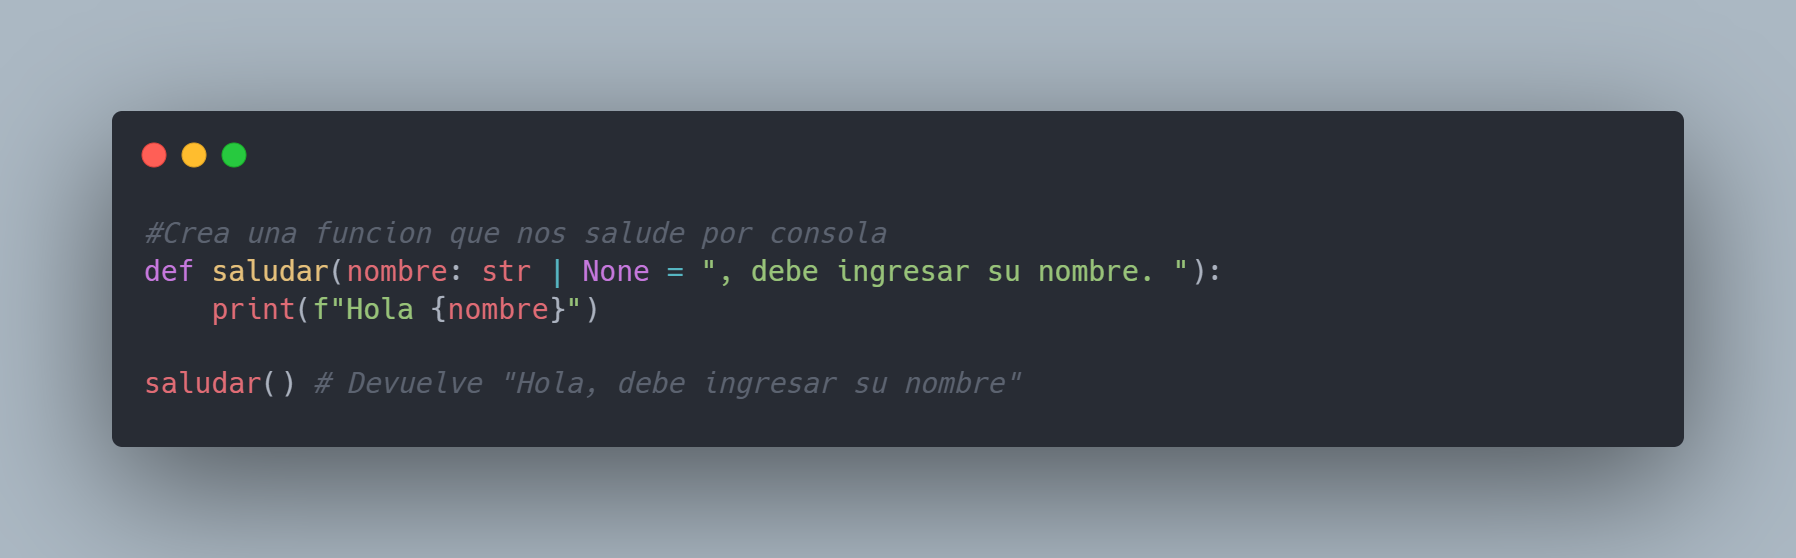 #Crea una funcion que nos salude por consola
def saludar(nombre: str | None = ", debe ingresar su nombre. "):
    print(f"Hola {nombre}")
saludar() # Devuelve "Hola, debe ingresar su nombre"